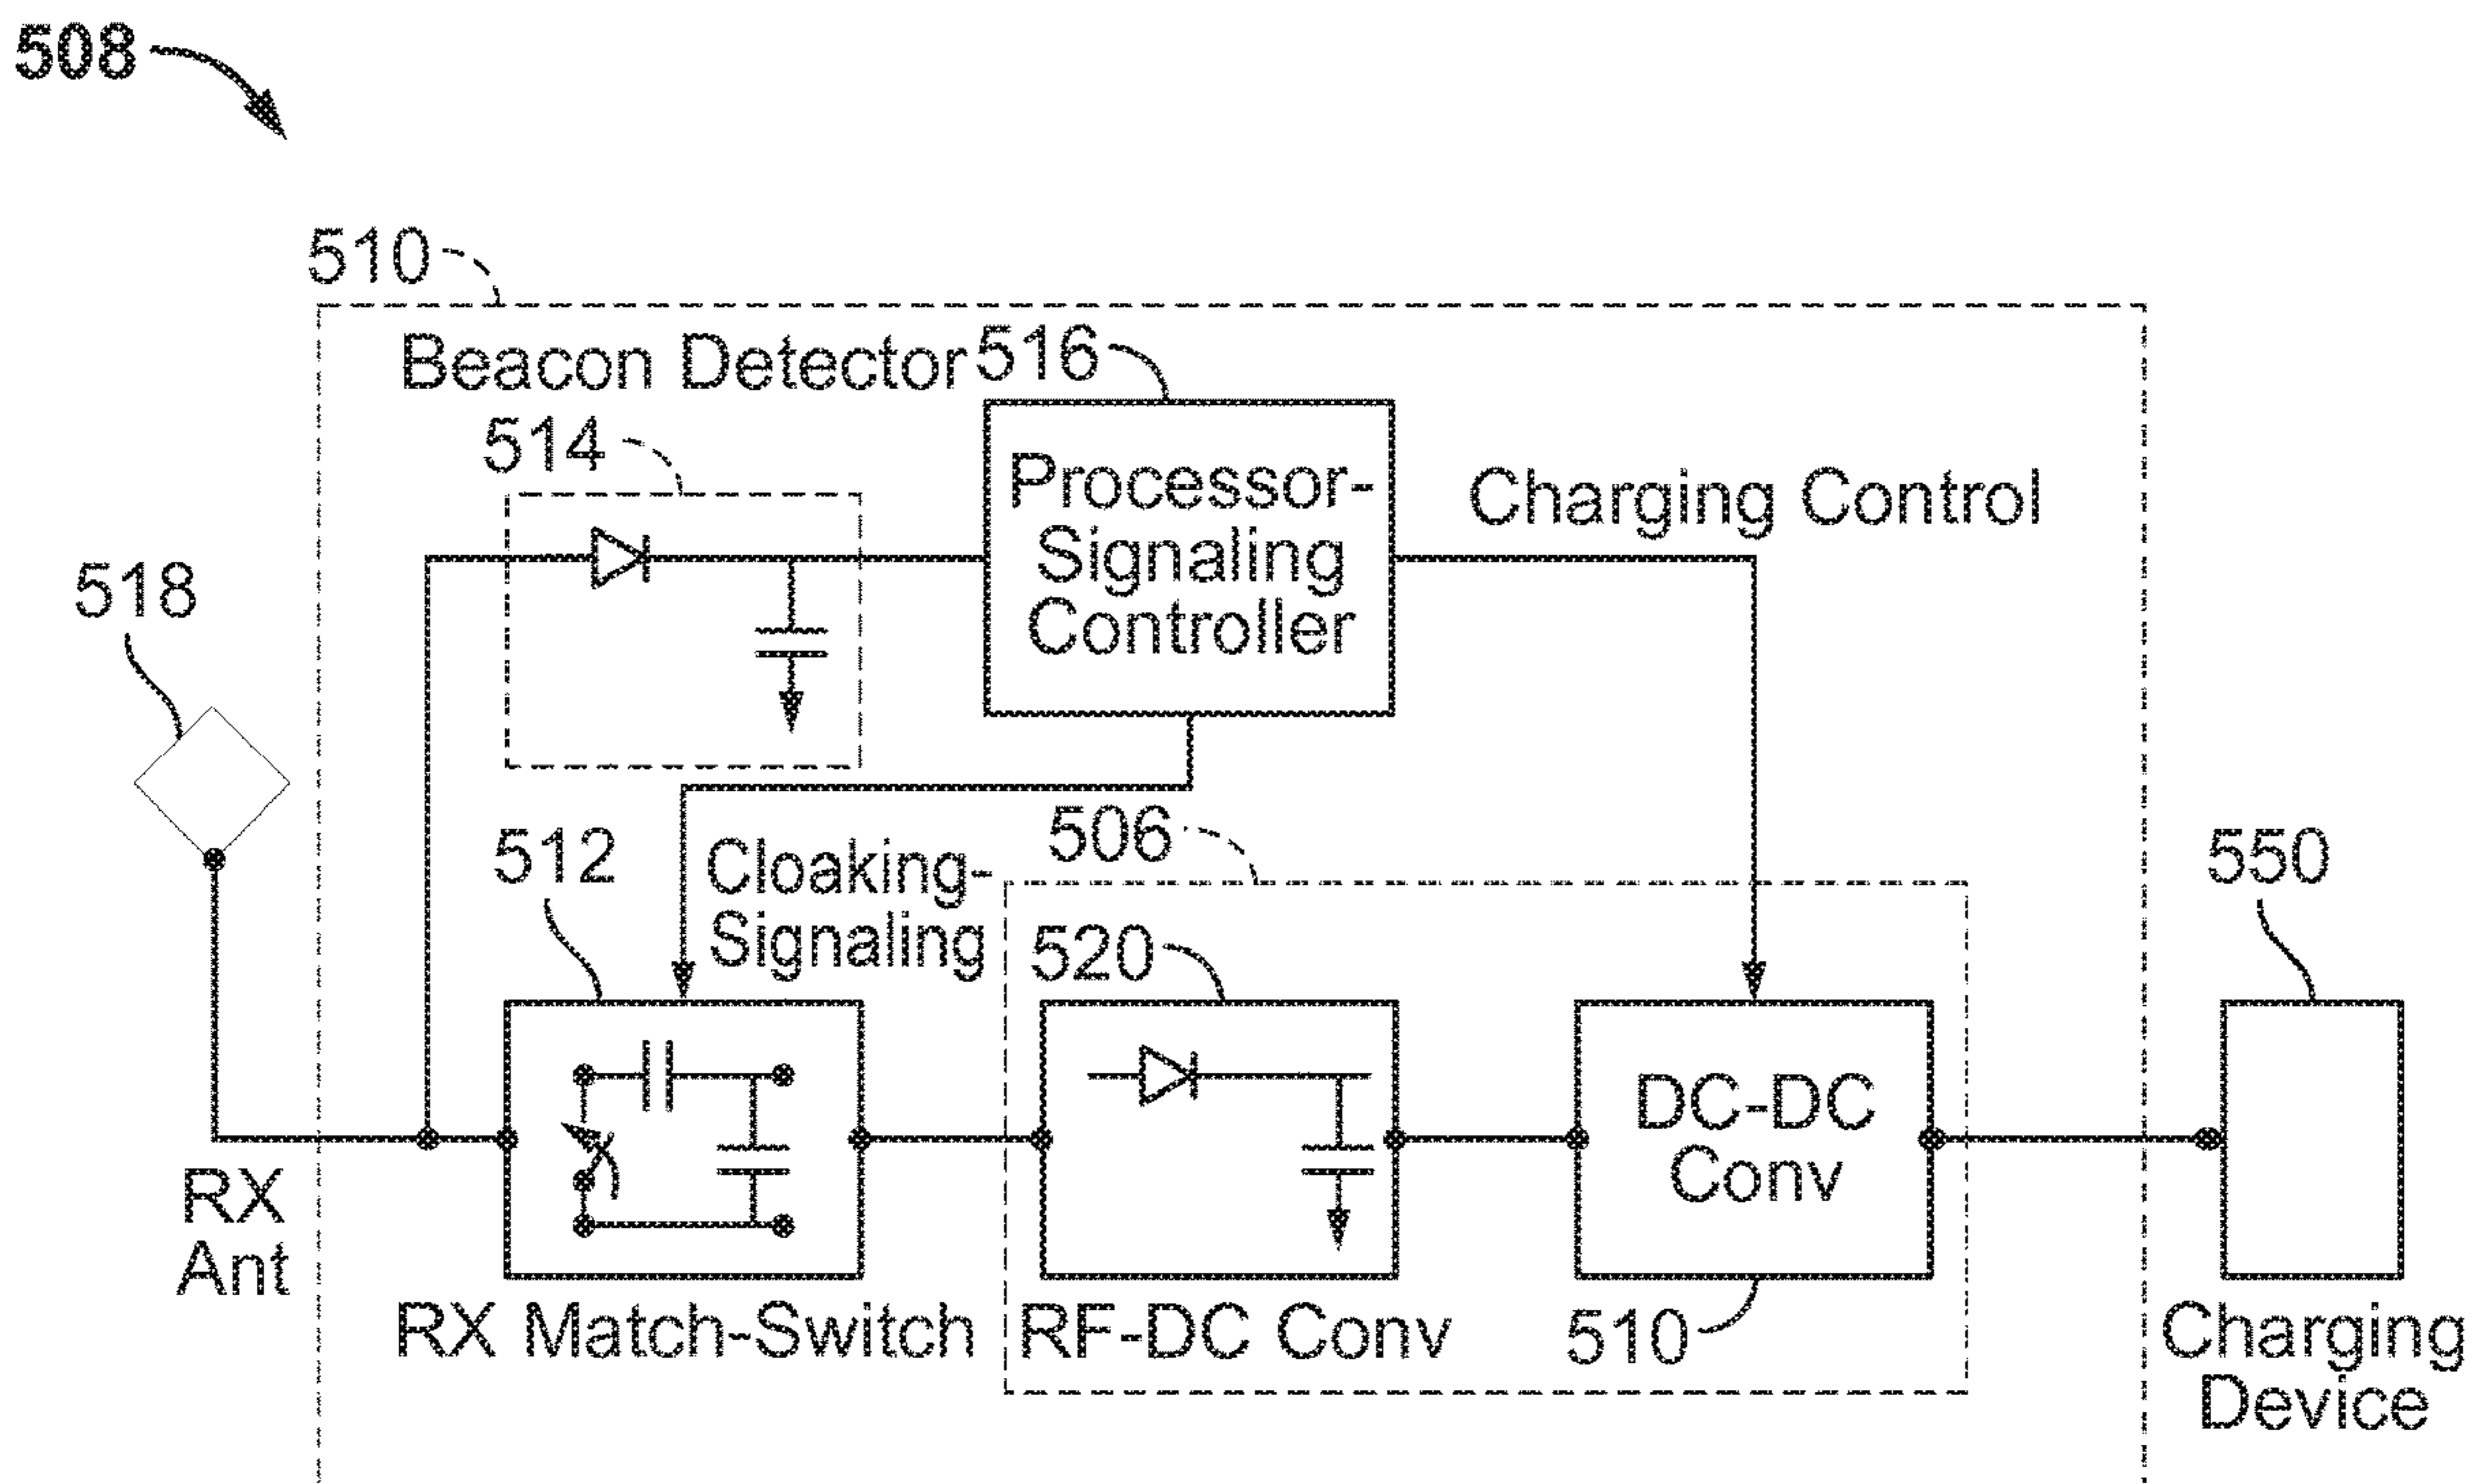 508
510
Beacon Detector
516
514
Processor-
Signaling
Controller
Charging Control
518
512
Cloaking-
Signaling
506
520
550
DC-DC
Conv
RX
Ant
RX Match-Switch
RF-DC Conv
510
Charging
Device